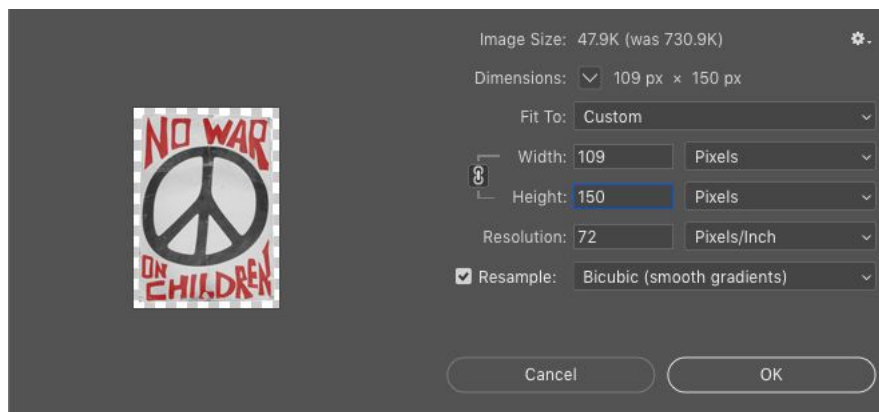 Image Size: 47.9K (was 730.9K)
Dimensions: 109 px × 150 px
Fit To: Custom
Width: 109 Pixels
Height: 150 Pixels
Resolution: 72 Pixels/Inch
Resample: Bicubic (smooth gradients)
Cancel OK
NO WAR
ON
CHILDREN